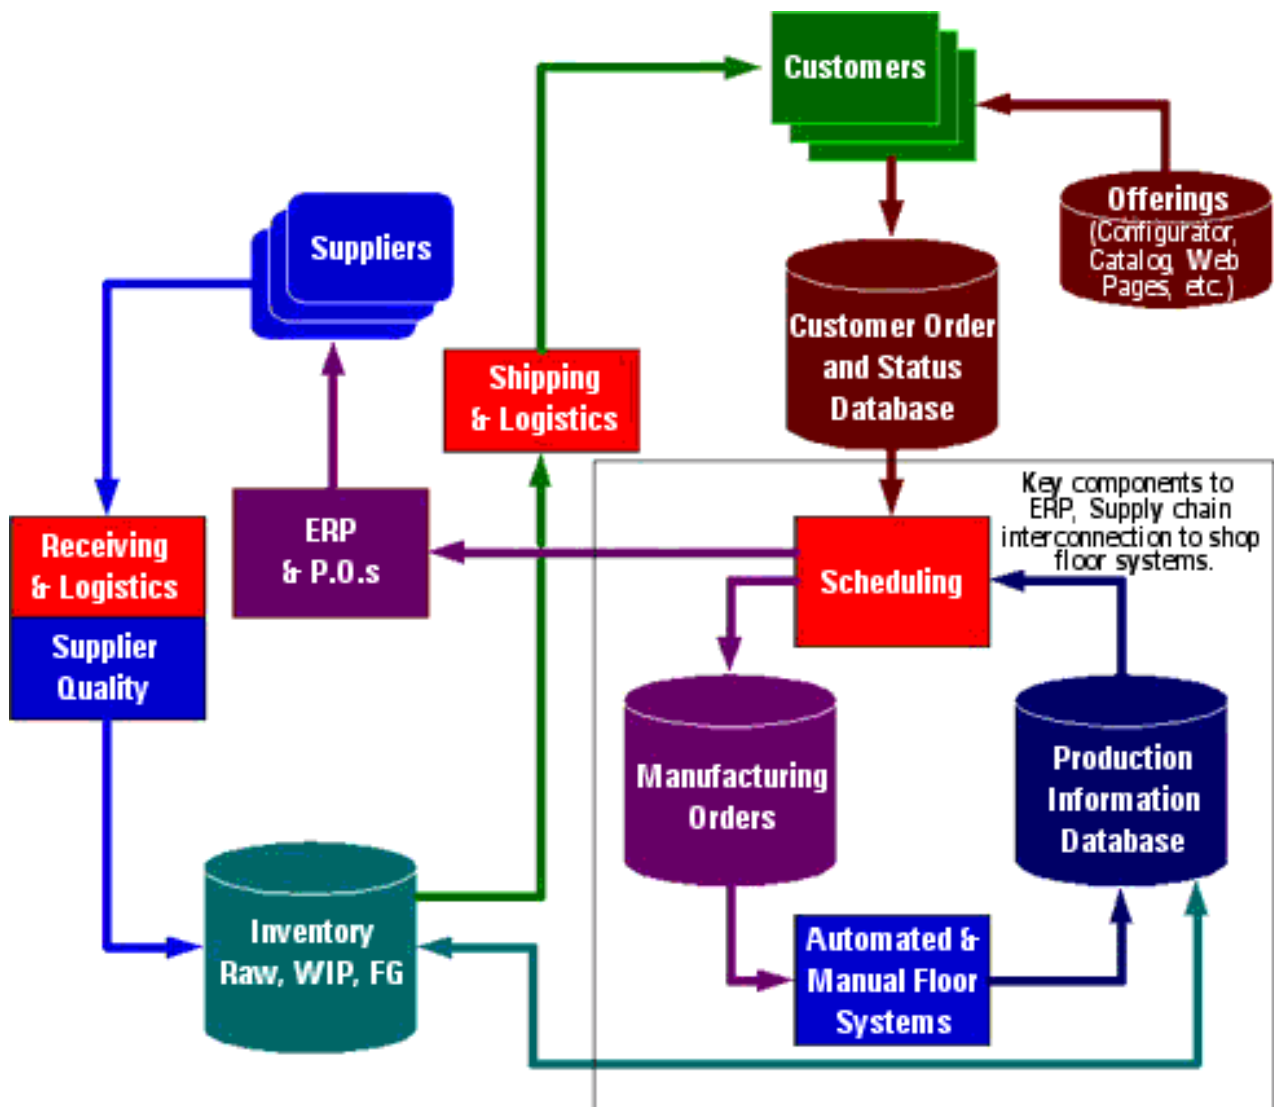 Customers
Offerings
(Configurator,
Catalog, Web
Pages, etc.)
Suppliers
Customer Order
and Status
Database
Shipping
& Logistics
Key components to
ERP, Supply chain
interconnection to shop
floor systems.
ERP
& P.O.s
Receiving
& Logistics
Scheduling
Supplier
Quality
Manufacturing
Orders
Production
Information
Database
Inventory
Raw, WIP, FG
Automated &
Manual Floor
Systems